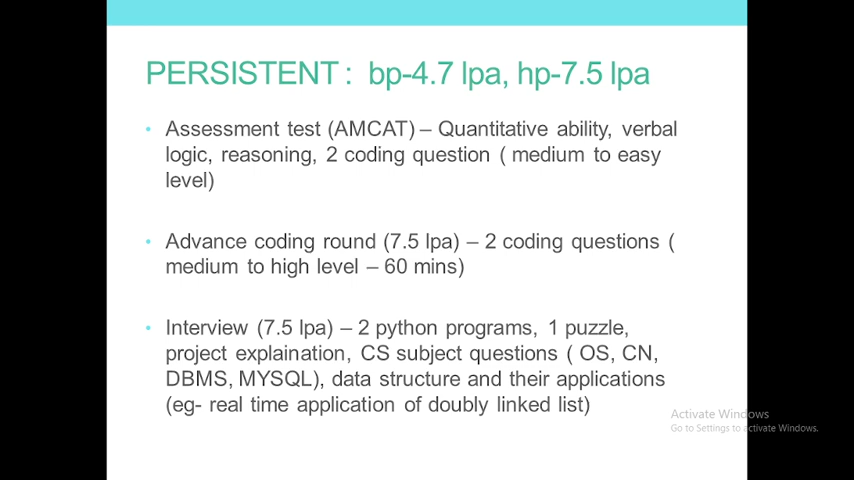 PERSISTENT : bp-4.7 lpa, hp-7.5 lpa
• Assessment test (AMCAT) – Quantitative ability, verbal
logic, reasoning, 2 coding question ( medium to easy
level)
• Advance coding round (7.5 lpa) – 2 coding questions (
medium to high level – 60 mins)
• Interview (7.5 lpa) – 2 python programs, 1 puzzle,
project explaination, CS subject questions ( OS, CN,
DBMS, MYSQL), data structure and their applications
(eg- real time application of doubly linked list)
Activate Windows
Go to Settings to activate Windows.